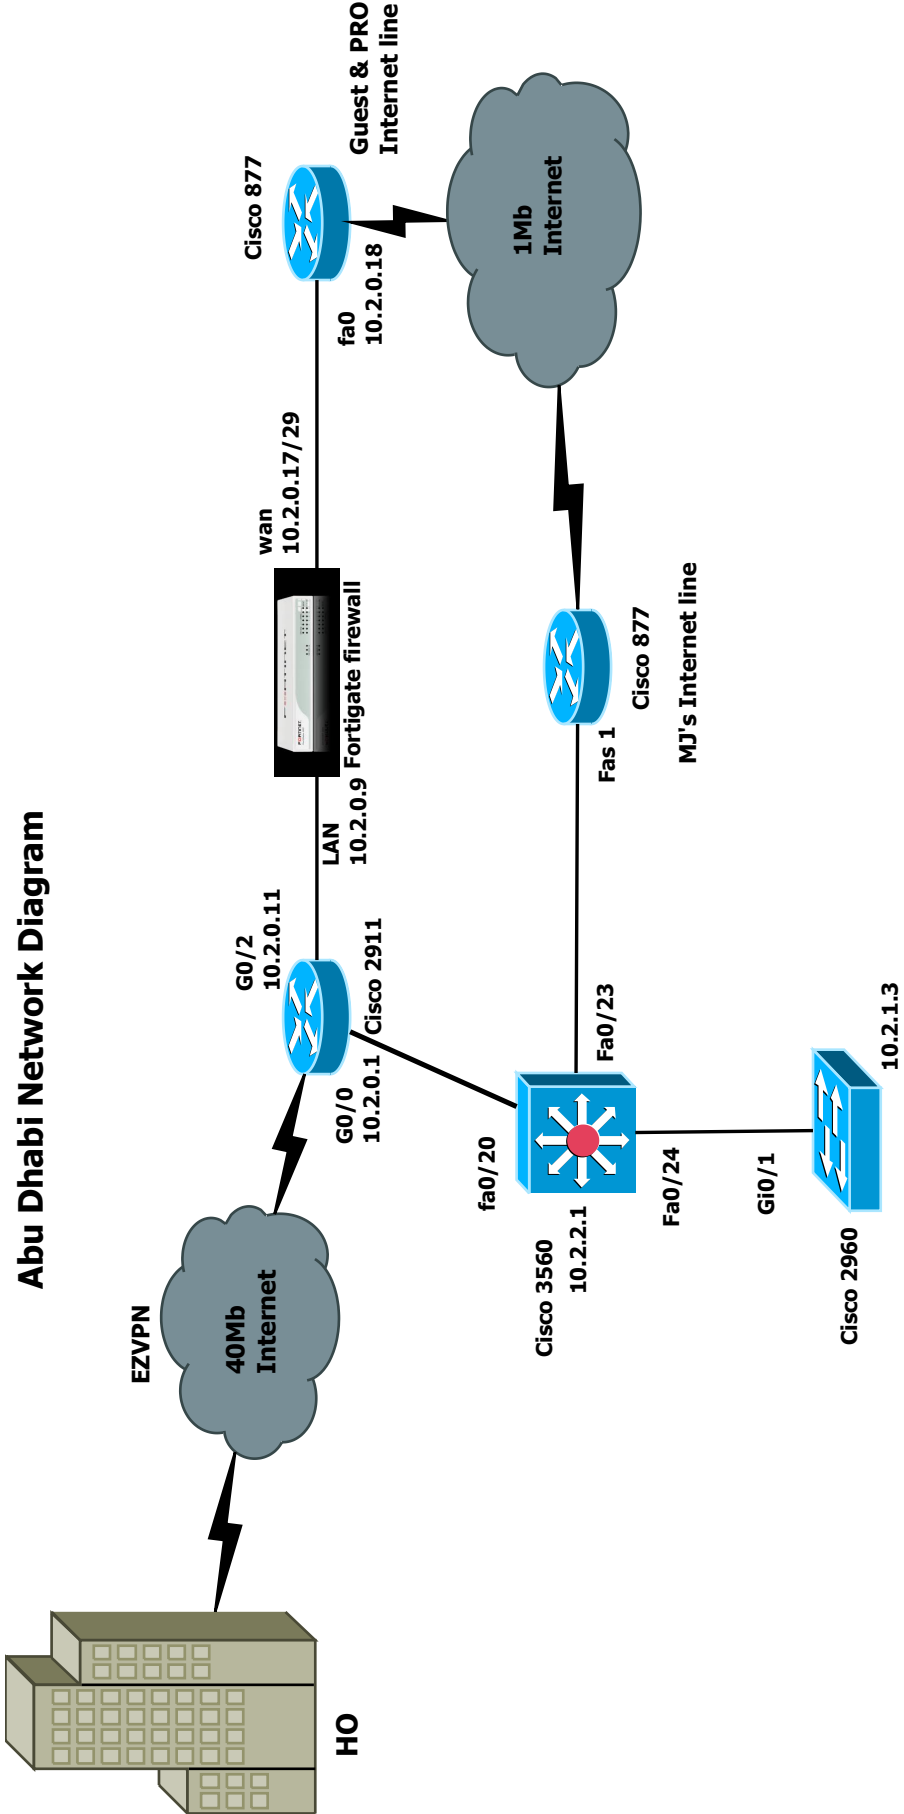 Abu Dhabi Network Diagram
HO
EZVPN
40Mb
Internet
G0/0
10.2.0.1
Cisco 2911
G0/2
10.2.0.11
LAN
10.2.0.9
Fortigate firewall
FORTINET
FORTINET
wan
10.2.0.17/29
fa0
10.2.0.18
Cisco 877
Guest & PRO
Internet line
1Mb
Internet
Cisco 877
MJ's Internet line
Fas 1
Fa0/23
fa0/20
Cisco 3560
10.2.2.1
Fa0/24
Gi0/1
Cisco 2960
10.2.1.3